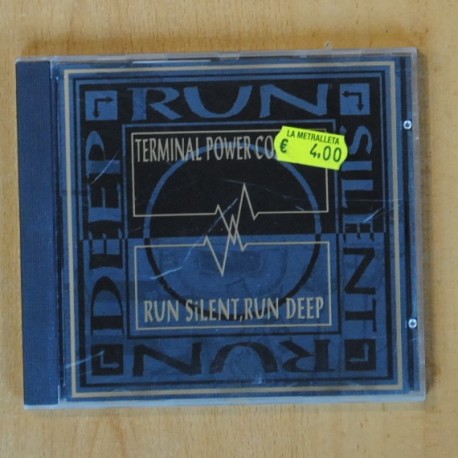 RUN
SILENT
RUN
DEEP
LA METRALLETA
€ 4,00
TERMINAL POWER CO
RUN SiLENT,RUN DEEP